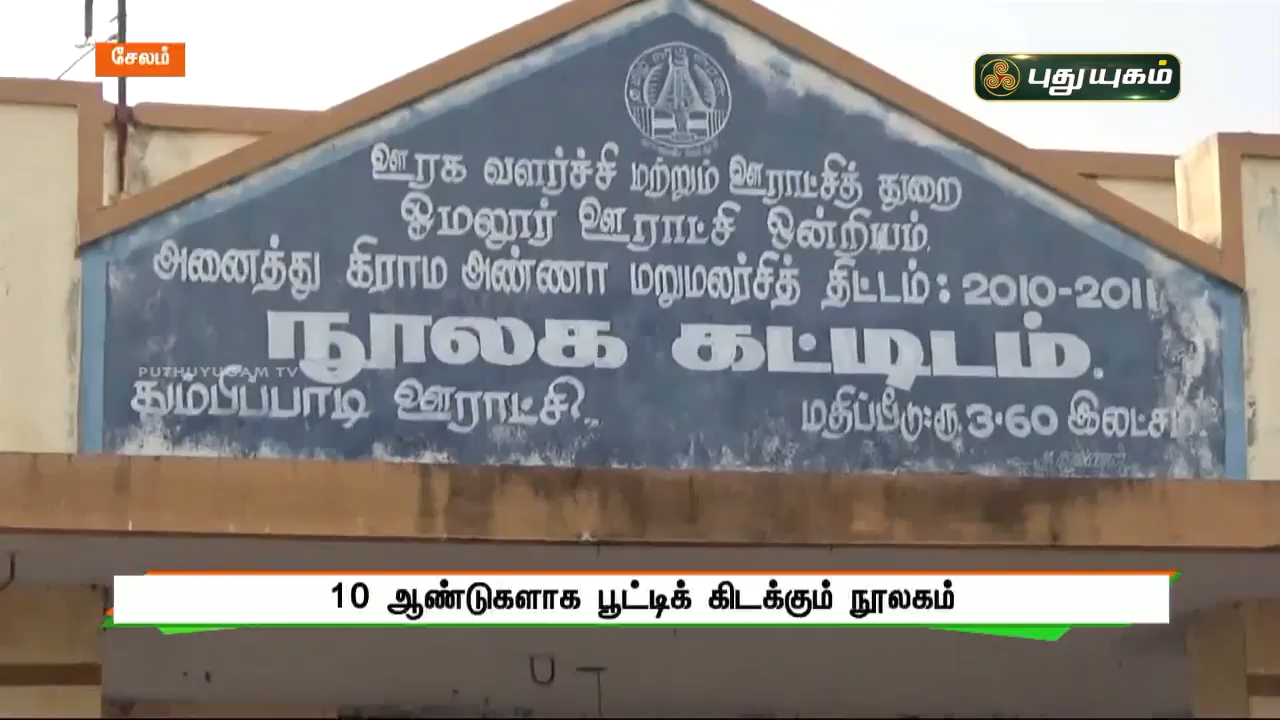 சேலம்
புதுயுகம்
ஊரக வளர்ச்சி மற்றும் ஊராட்சித் துறை
ஓமலூர் ஊராட்சி ஒன்றியம்.
அனைத்து கிராம அண்ணா மறுமலர்சித் திட்டம்: 2010-2011
நூலக கட்டிடம்.
PUTHUYUGAM TV
தும்பிப்பாடி ஊராட்சி
மதிப்பீடு:ரு.3.60 இலட்சம்
10 ஆண்டுகளாக பூட்டிக் கிடக்கும் நூலகம்